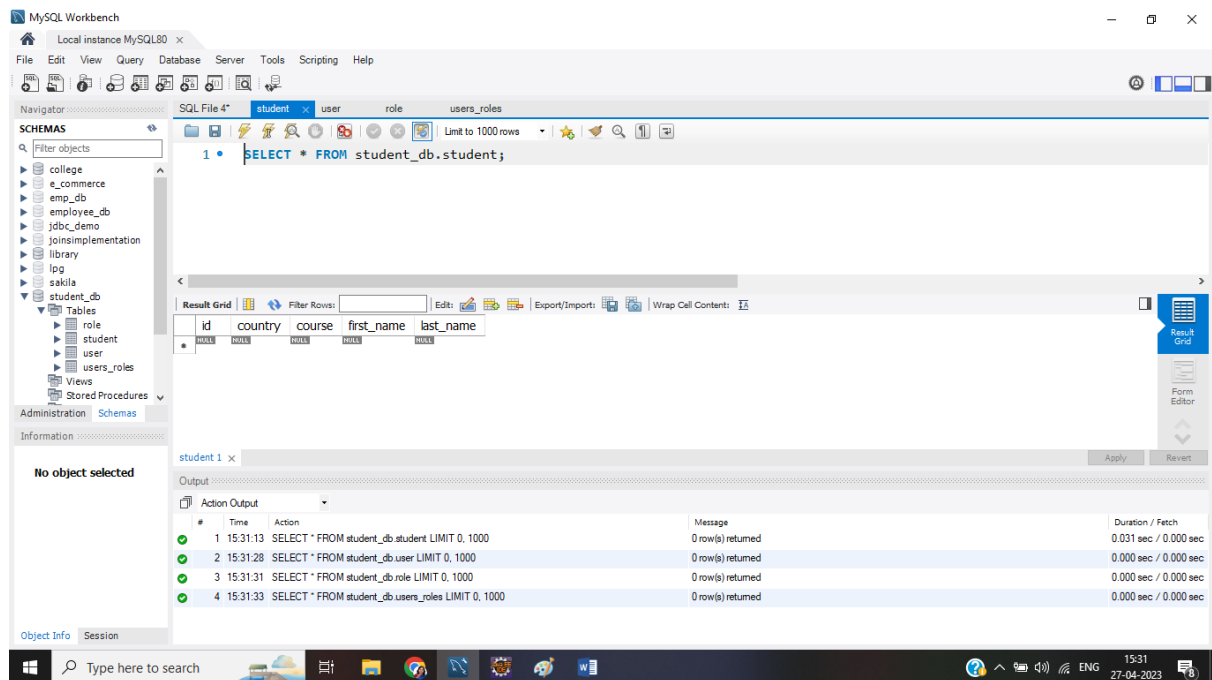 MySQL Workbench
Local instance MySQL80
File Edit View Query Database Server Tools Scripting Help
Navigator
SCHEMAS
Filter objects
college
e_commerce
emp_db
employee_db
jdbc_demo
joinsimplementation
library
lpg
sakila
student_db
Tables
role
student
user
users_roles
Views
Stored Procedures
Administration Schemas
Information
No object selected
Object Info Session
SQL File 4* student user role users_roles
Limit to 1000 rows
1 SELECT * FROM student_db.student;
Result Grid Filter Rows: Edit: Export/Import: Wrap Cell Content:
id country course first_name last_name
* NULL NULL NULL NULL NULL
Result
Grid
Form
Editor
student 1 Apply Revert
Output
Action Output
# Time Action Message Duration / Fetch
1 15:31:13 SELECT * FROM student_db.student LIMIT 0, 1000 0 row(s) returned 0.031 sec / 0.000 sec
2 15:31:28 SELECT * FROM student_db.user LIMIT 0, 1000 0 row(s) returned 0.000 sec / 0.000 sec
3 15:31:31 SELECT * FROM student_db.role LIMIT 0, 1000 0 row(s) returned 0.000 sec / 0.000 sec
4 15:31:33 SELECT * FROM student_db.users_roles LIMIT 0, 1000 0 row(s) returned 0.000 sec / 0.000 sec
Type here to search
ENG
15:31
27-04-2023
8